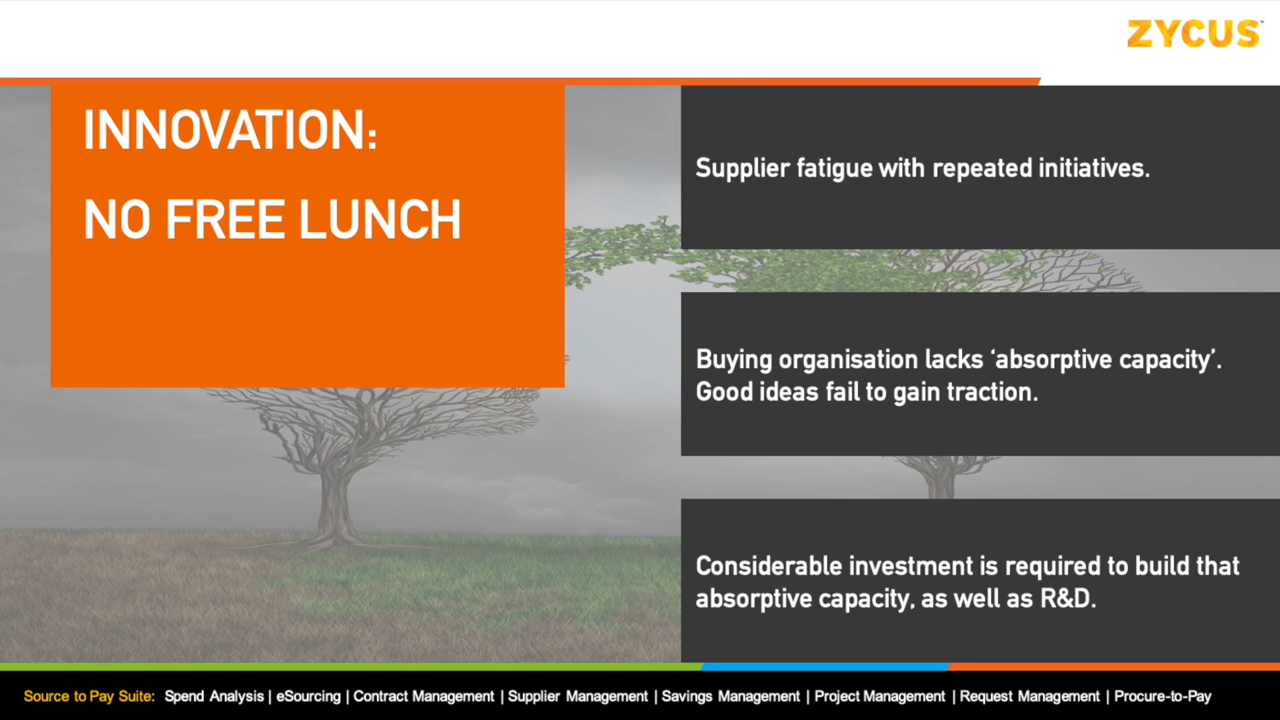 ZYCUS™
INNOVATION:
NO FREE LUNCH
Supplier fatigue with repeated initiatives.
Buying organisation lacks ‘absorptive capacity’.
Good ideas fail to gain traction.
Considerable investment is required to build that
absorptive capacity, as well as R&D.
Source to Pay Suite: Spend Analysis | eSourcing | Contract Management | Supplier Management | Savings Management | Project Management | Request Management | Procure-to-Pay